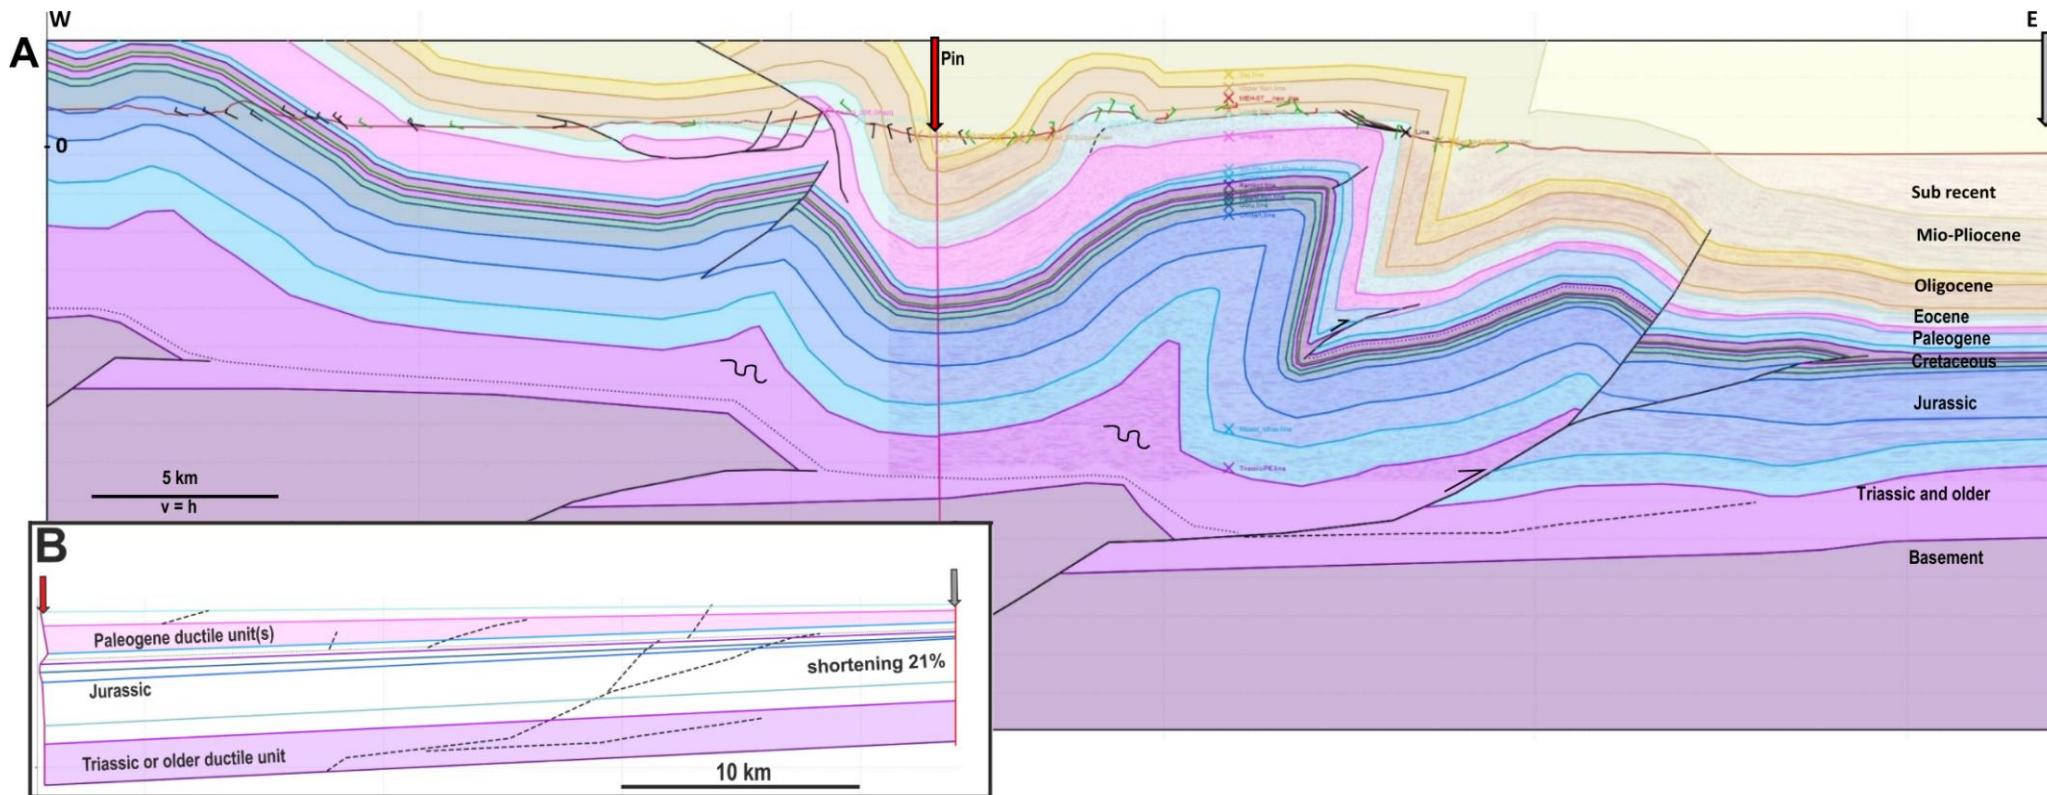 W
E
A
Pin
- 0
Line
Sub recent
Mio-Pliocene
Oligocene
Eocene
Paleogene
Cretaceous
Jurassic
Triassic and older
Basement
5 km
v = h
B
Paleogene ductile unit(s)
shortening 21%
Jurassic
Triassic or older ductile unit
10 km